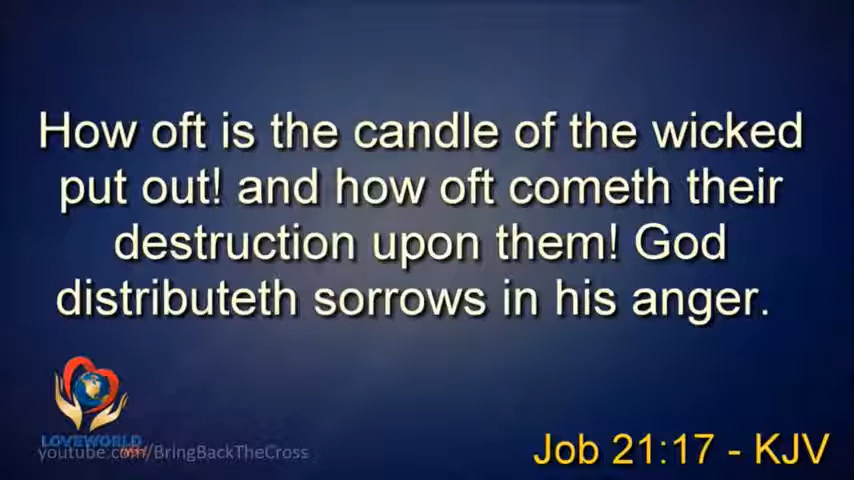 How oft is the candle of the wicked
put out! and how oft cometh their
destruction upon them! God
distributeth sorrows in his anger.
LOVEWORLD
youtube.com/BringBackTheCross
Job 21:17 - KJV